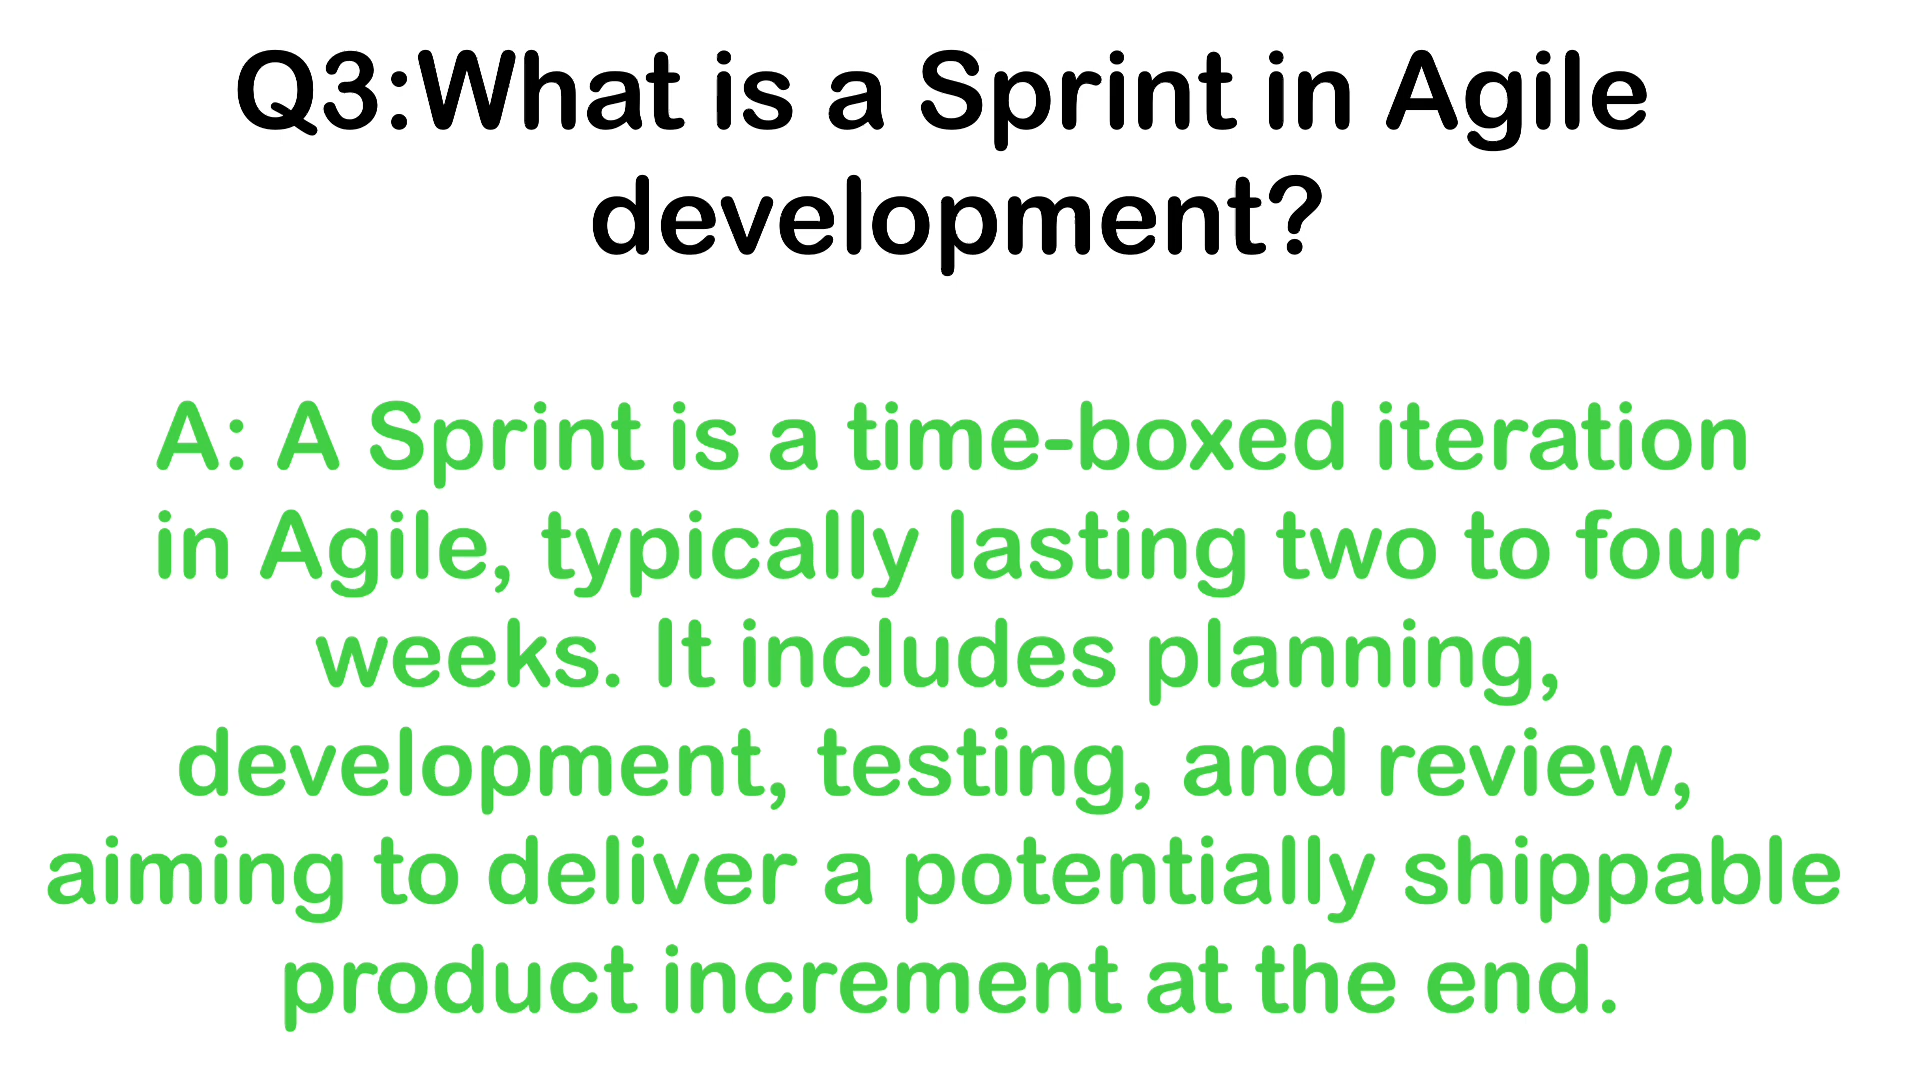 Q3:What is a Sprint in Agile
development?
A: A Sprint is a time-boxed iteration
in Agile, typically lasting two to four
weeks. It includes planning,
development, testing, and review,
aiming to deliver a potentially shippable
product increment at the end.